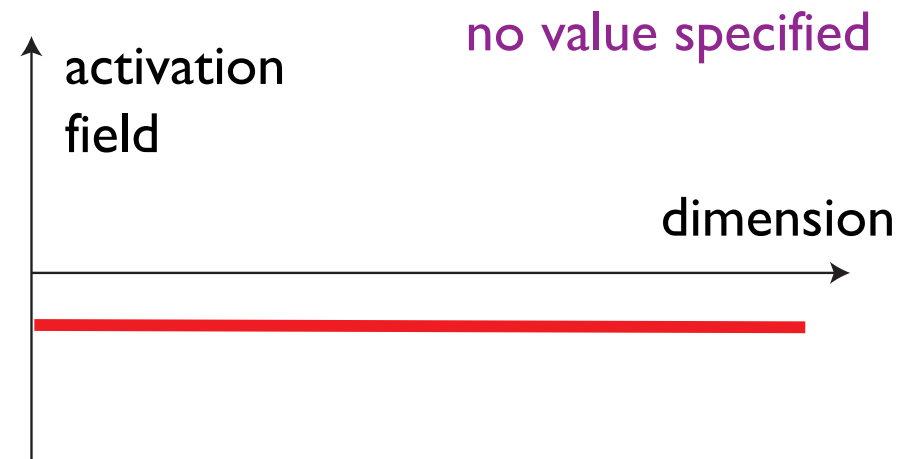 no value specified
activation
field
dimension